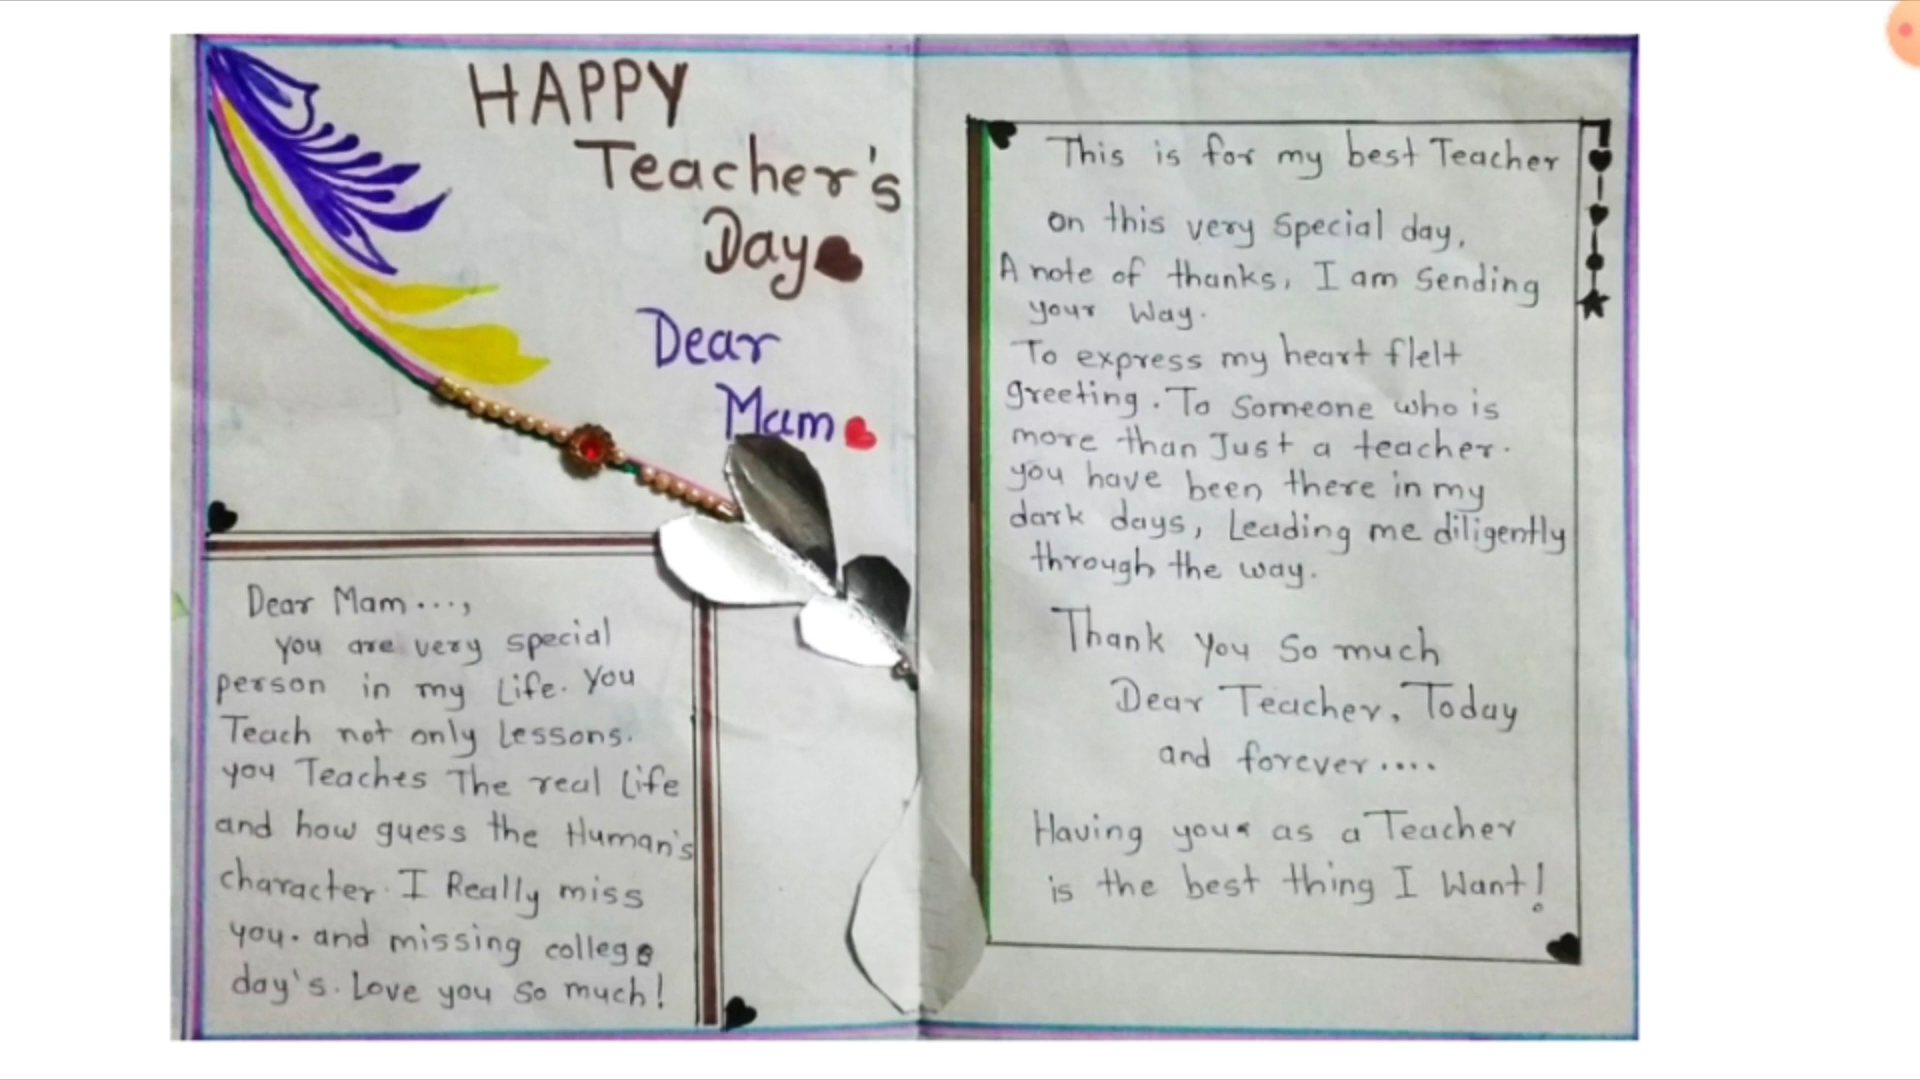 HAPPY
Teacher's
Day
Dear
Mam
Dear Mam...,
you are very special
person in my Life. You
Teach not only Lessons.
you Teaches The real Life
and how guess the Human's
character. I Really miss
you. and missing college
day's. Love you so much!
This is for my best Teacher
on this very special day,
A note of thanks, I am sending
your way.
To express my heart flelt
greeting. To someone who is
more than Just a teacher.
you have been there in my
dark days, Leading me diligently
through the way.
Thank you so much
Dear Teacher, Today
and forever....
Having you as a Teacher
is the best thing I Want!